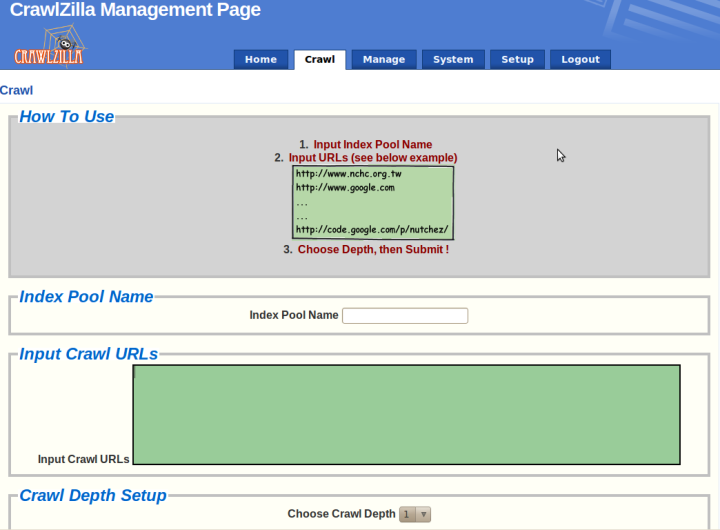 CrawlZilla Management Page
CRAWLZILLA
Home Crawl Manage System Setup Logout
Crawl
How To Use
1. Input Index Pool Name
2. Input URLs (see below example)
http://www.nchc.org.tw
http://www.google.com
...
...
http://code.google.com/p/nutchez/
3. Choose Depth, then Submit !
Index Pool Name
Index Pool Name
Input Crawl URLs
Input Crawl URLs
Crawl Depth Setup
Choose Crawl Depth 1